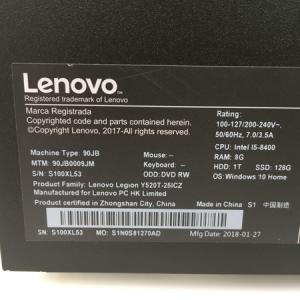 Lenovo™
Registered trademark of Lenovo
Marca Registrada
Copyrighted code and parts contained herein.
©Copyright Lenovo, 2017-All rights reserved.
Rating:
100-127/200-240V~,
50/60Hz, 7.0/3.5A
Machine Type: 90JB
Mouse: --
CPU: Intel I5-8400
MTM: 90JB0009JM
Keyboard: --
RAM: 8G
S/N: S100XL53
ODD: DVD RW
HDD: 1T
SSD: 128G
Product Family: Lenovo Legion Y520T-25ICZ
OS: Windows 10 Home
Manufactured for Lenovo PC HK Limited
Product certified in Zhongshan City, China
Made in China S1 中国制造
S/N: S100XL53
MO: S1N0S81270AD
Mfg Date: 2018-01-27